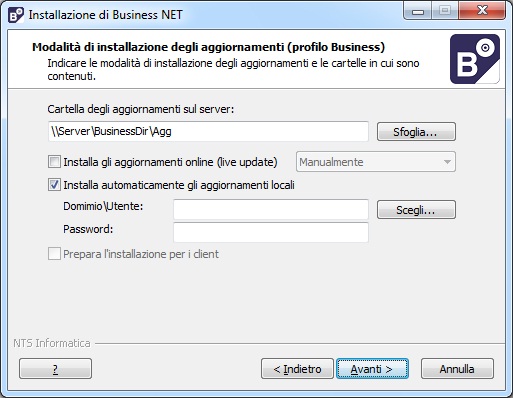 Installazione di Business NET
Modalità di installazione degli aggiornamenti (profilo Business)
Indicare le modalità di installazione degli aggiornamenti e le cartelle in cui sono
contenuti.
B
Cartella degli aggiornamenti sul server:
\\Server\BusinessDir\Agg
Sfoglia...
Installa gli aggiornamenti online (live update)
Manualmente
Installa automaticamente gli aggiornamenti locali
Domimio\Utente:
Scegli...
Password:
Prepara l'installazione per i client
NTS Informatica
?
< Indietro
Avanti >
Annulla